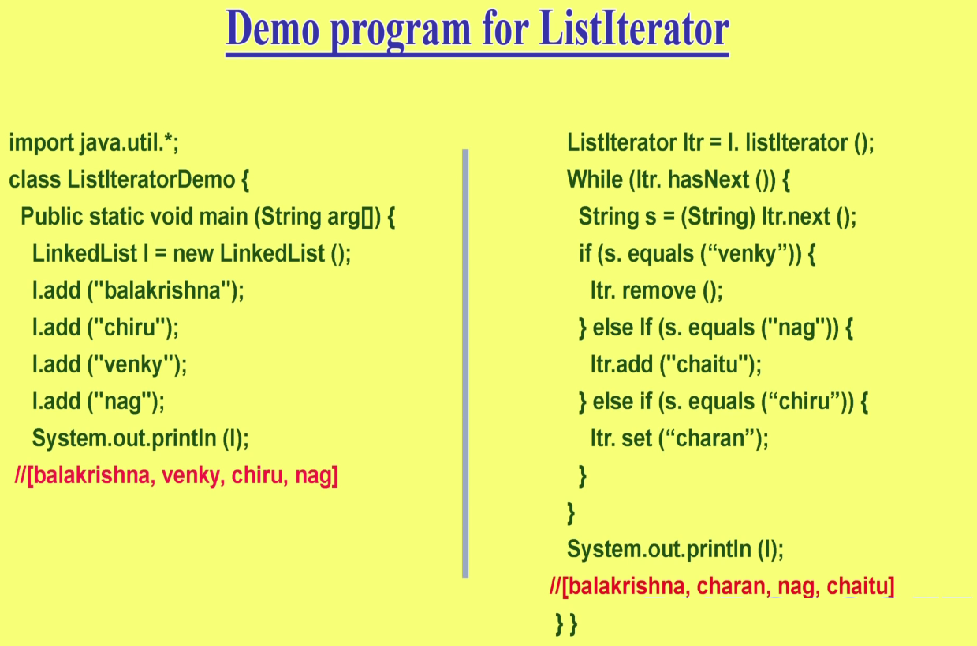 Demo program for ListIterator
import java.util.*;
class ListIteratorDemo {
Public static void main (String arg[]) {
LinkedList l = new LinkedList ();
l.add ("balakrishna");
l.add ("chiru");
l.add ("venky");
l.add ("nag");
System.out.println (l);
//[balakrishna, venky, chiru, nag]
ListIterator ltr = l. listIterator ();
While (ltr. hasNext ()) {
String s = (String) ltr.next ();
if (s. equals (“venky”)) {
ltr. remove ();
} else If (s. equals ("nag")) {
ltr.add ("chaitu");
} else if (s. equals (“chiru”)) {
ltr. set (“charan”);
}
}
System.out.println (l);
//[balakrishna, charan, nag, chaitu]
} }